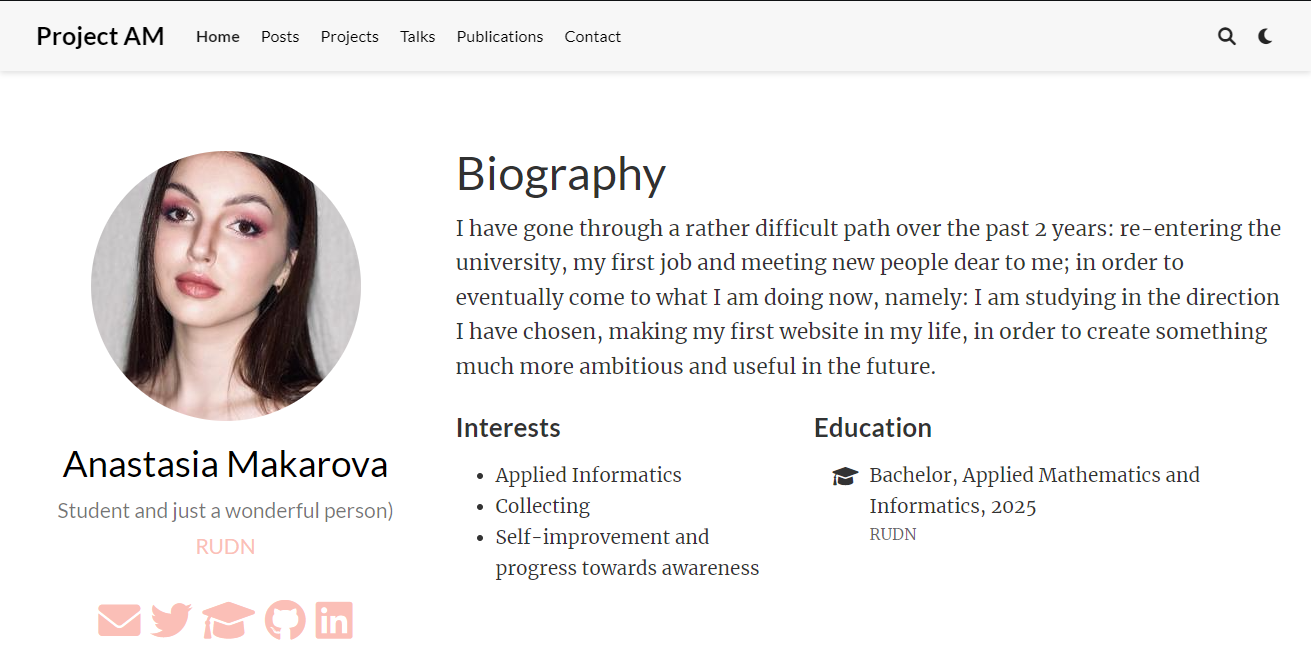 Project AM Home Posts Projects Talks Publications Contact
Biography
I have gone through a rather difficult path over the past 2 years: re-entering the
university, my first job and meeting new people dear to me; in order to
eventually come to what I am doing now, namely: I am studying in the direction
I have chosen, making my first website in my life, in order to create something
much more ambitious and useful in the future.
Anastasia Makarova
Student and just a wonderful person)
RUDN
in
Interests
Applied Informatics
Collecting
Self-improvement and
progress towards awareness
Education
Bachelor, Applied Mathematics and
Informatics, 2025
RUDN